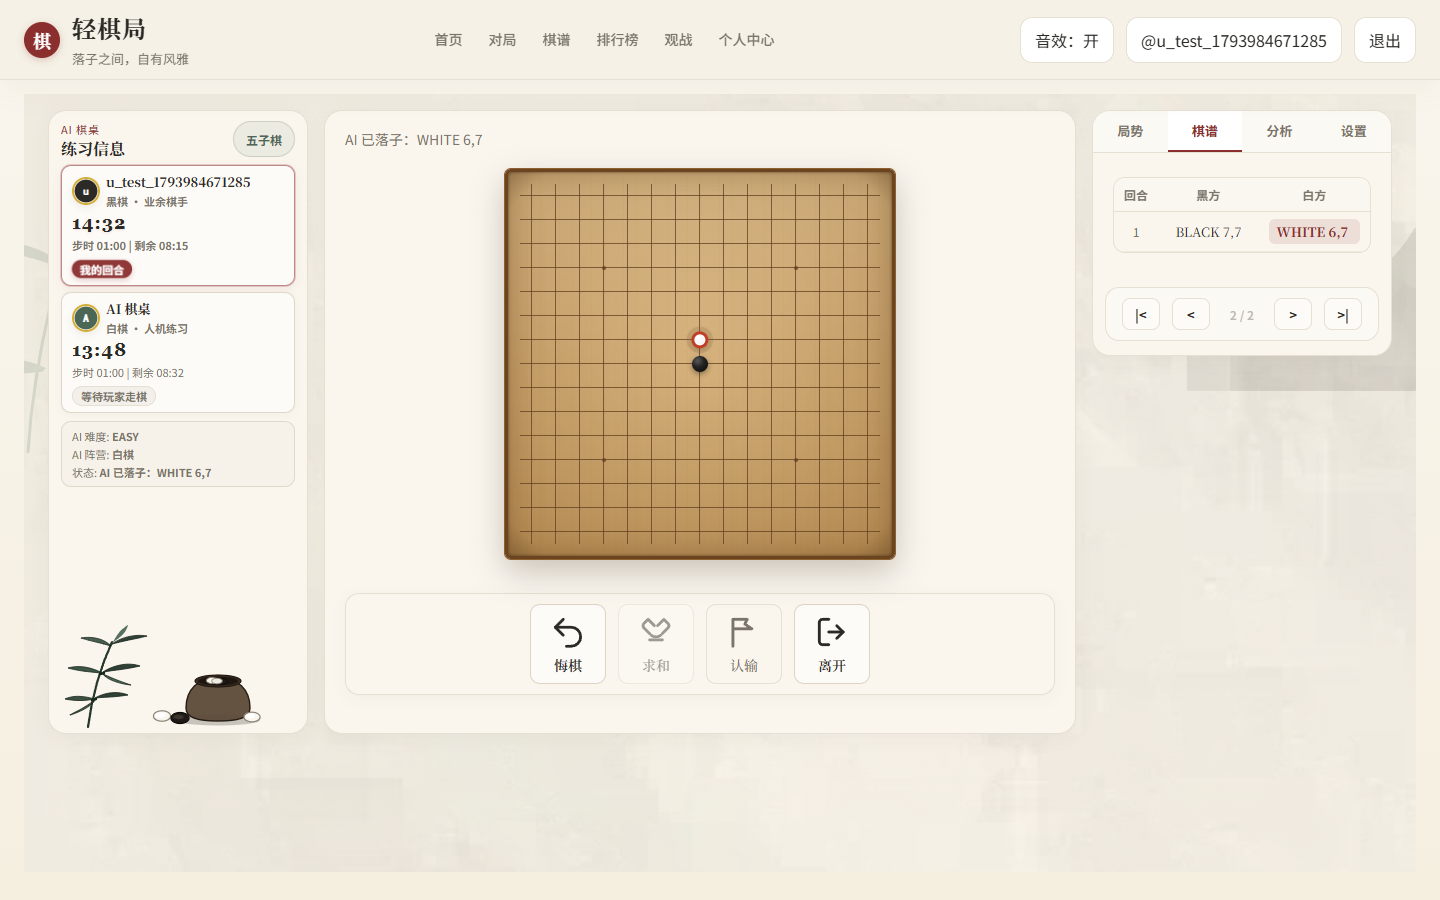 棋
轻棋局
落子之间，自有风雅
首页 对局 棋谱 排行榜 观战 个人中心
音效：开
@u_test_1793984671285
退出
AI 棋桌
练习信息
五子棋
u
u_test_1793984671285
黑棋 • 业余棋手
14:32
步时 01:00 | 剩余 08:15
我的回合
A
AI 棋桌
白棋 • 人机练习
13:48
步时 01:00 | 剩余 08:32
等待玩家走棋
AI 难度: EASY
AI 阵营: 白棋
状态: AI 已落子：WHITE 6,7
AI 已落子：WHITE 6,7
悔棋 求和 认输 离开
局势 棋谱 分析 设置
回合 黑方 白方
1 BLACK 7,7 WHITE 6,7
|< < 2 / 2 > >|